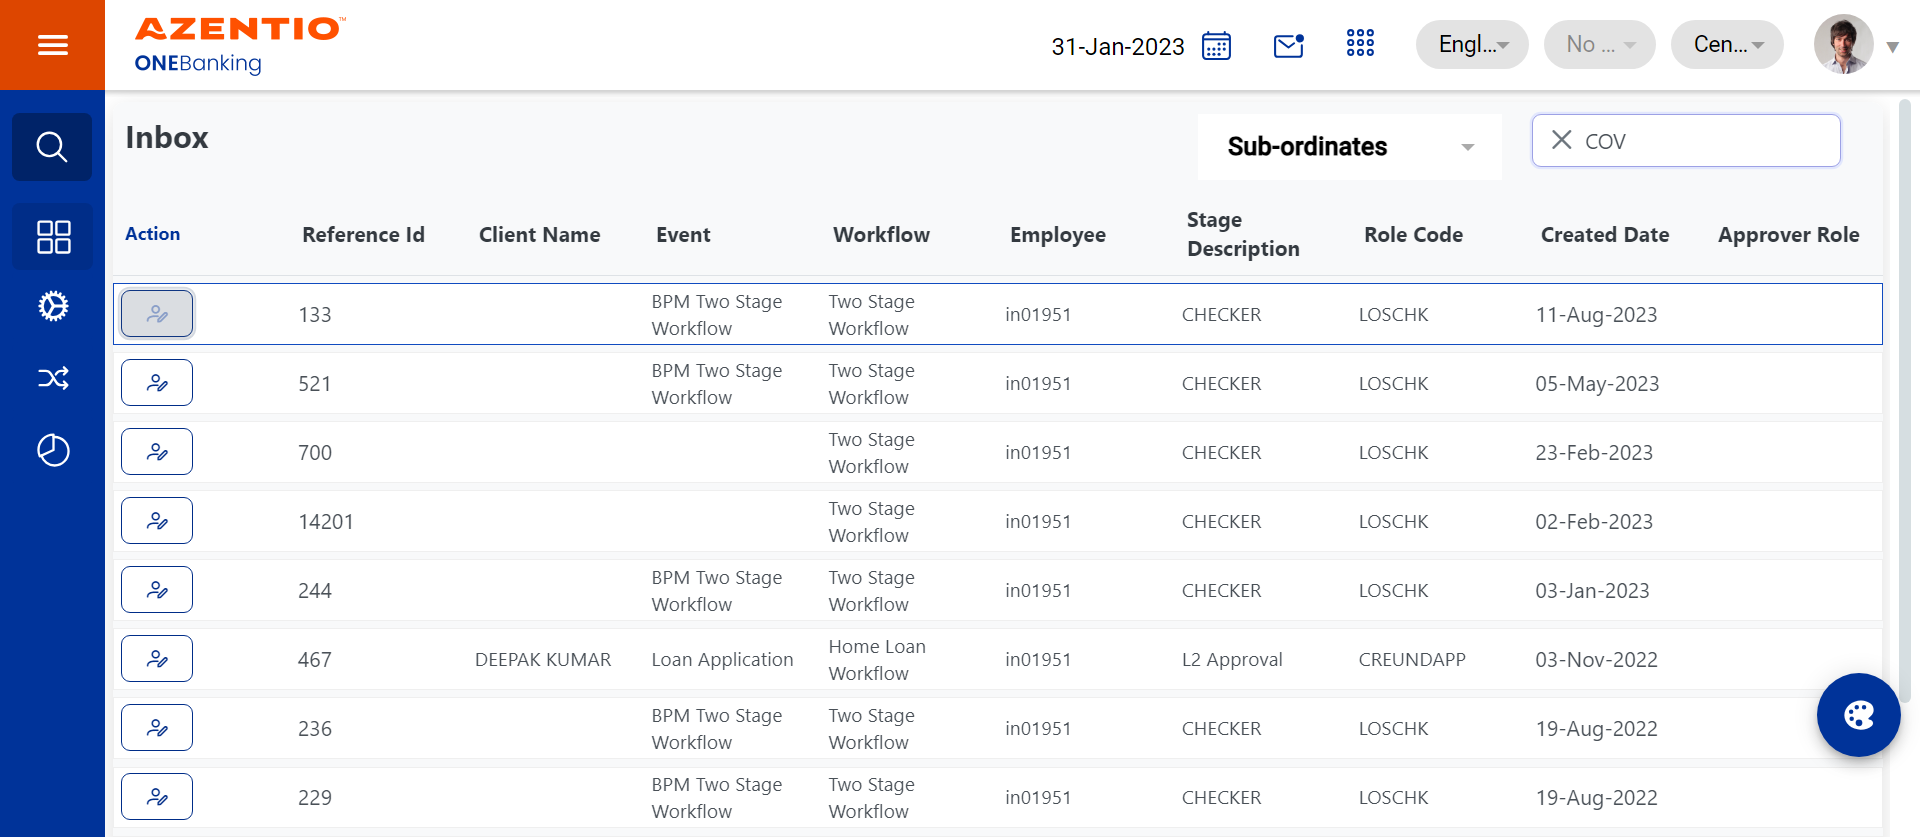 AZENTIO™
ONEBanking
31-Jan-2023
Engl...
No ...
Cen...
Inbox
Sub-ordinates
COV
Action Reference Id Client Name Event Workflow Employee Stage Description Role Code Created Date Approver Role
133 BPM Two Stage Workflow Two Stage Workflow in01951 CHECKER LOSCHK 11-Aug-2023
521 BPM Two Stage Workflow Two Stage Workflow in01951 CHECKER LOSCHK 05-May-2023
700 Two Stage Workflow in01951 CHECKER LOSCHK 23-Feb-2023
14201 Two Stage Workflow in01951 CHECKER LOSCHK 02-Feb-2023
244 BPM Two Stage Workflow Two Stage Workflow in01951 CHECKER LOSCHK 03-Jan-2023
467 DEEPAK KUMAR Loan Application Home Loan Workflow in01951 L2 Approval CREUNDAPP 03-Nov-2022
236 BPM Two Stage Workflow Two Stage Workflow in01951 CHECKER LOSCHK 19-Aug-2022
229 BPM Two Stage Workflow Two Stage Workflow in01951 CHECKER LOSCHK 19-Aug-2022